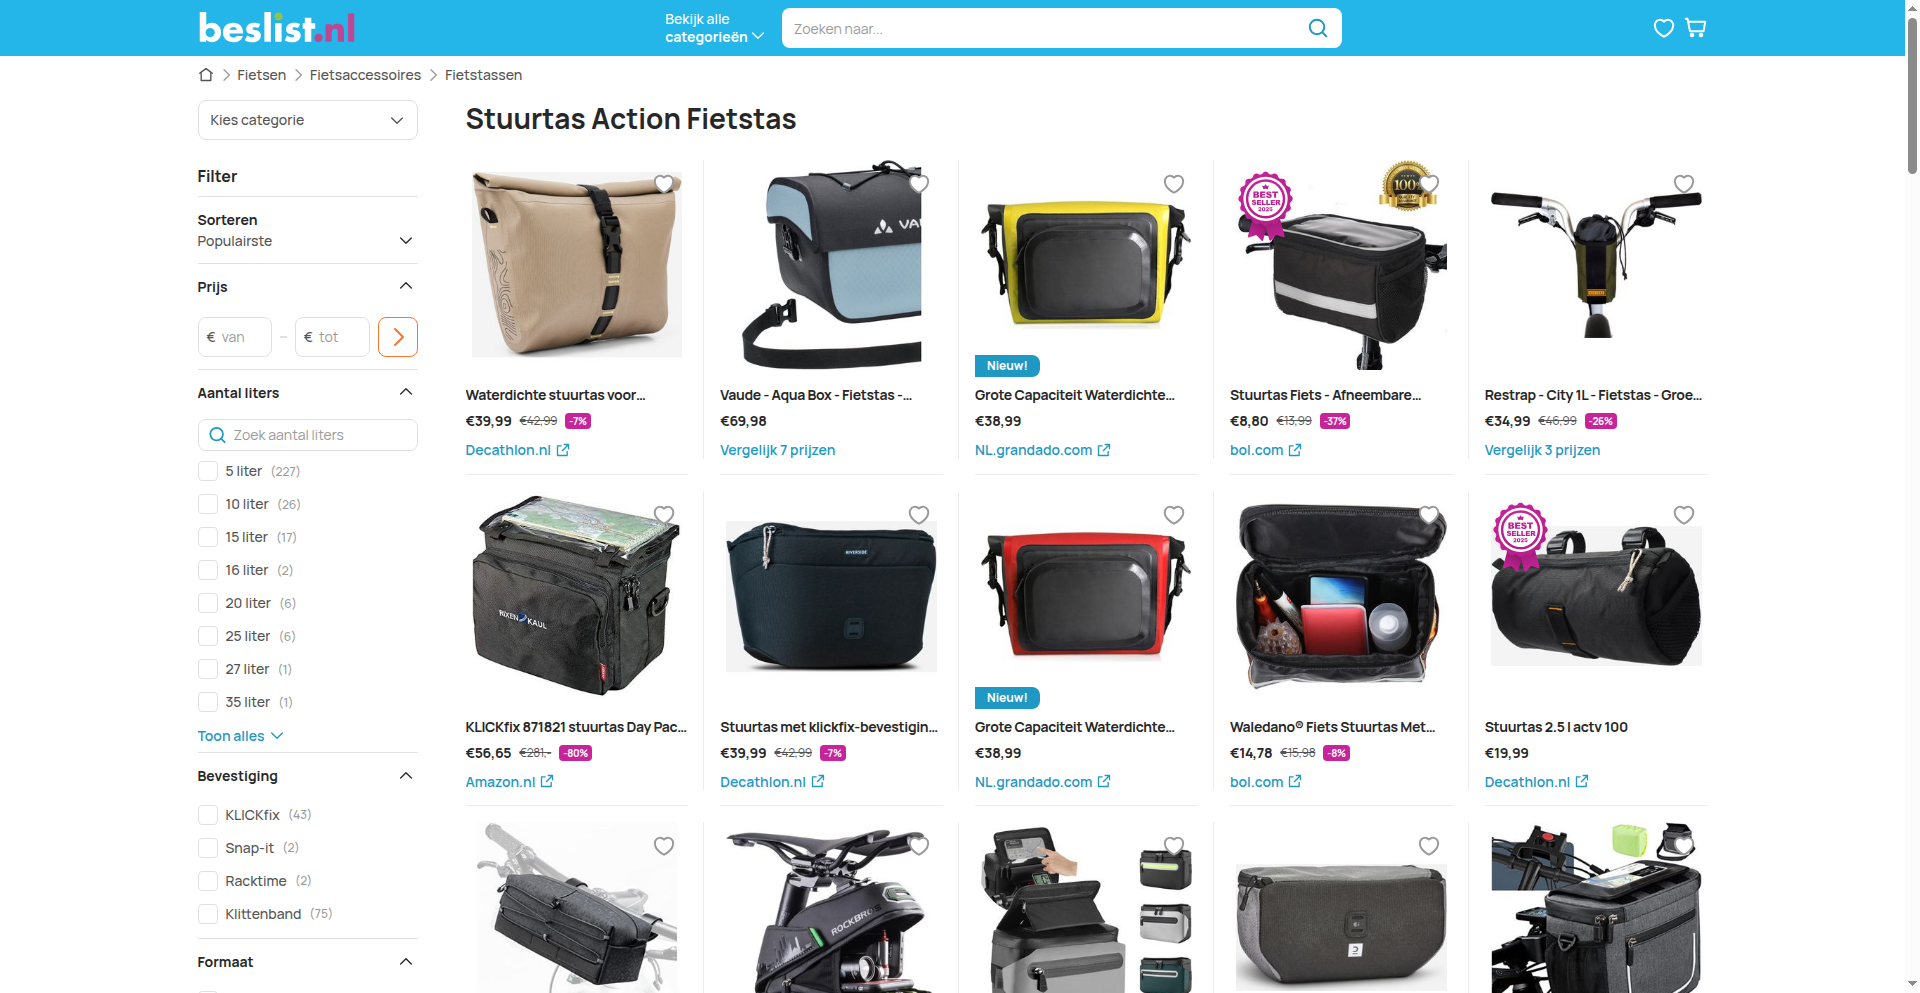 beslist.nl
Bekijk alle
categorieën
Zoeken naar...
Fietsen
Fietsaccessoires
Fietstassen
Kies categorie
Stuurtas Action Fietstas
Filter
Sorteren
Populairste
Prijs
€ van
–
€ tot
Aantal liters
Zoek aantal liters
5 liter (227)
10 liter (26)
15 liter (17)
16 liter (2)
20 liter (6)
25 liter (6)
27 liter (1)
35 liter (1)
Toon alles
Bevestiging
KLICKfix (43)
Snap-it (2)
Racktime (2)
Klittenband (75)
Formaat
Waterdichte stuurtas voor...
€39,99 €42,99 -7%
Decathlon.nl
VAU
Vaude - Aqua Box - Fietstas -...
€69,98
Vergelijk 7 prijzen
Nieuw!
Grote Capaciteit Waterdichte...
€38,99
NL.grandado.com
BEST
SELLER
2025
100%
Stuurtas Fiets - Afneembare...
€8,80 €13,99 -37%
bol.com
Restrap - City 1L - Fietstas - Groe...
€34,99 €46,99 -26%
Vergelijk 3 prijzen
RIXEN KAUL
KLICKfix 871821 stuurtas Day Pac...
€56,65 €281,- -80%
Amazon.nl
RIVERSIDE
Stuurtas met klickfix-bevestigin...
€39,99 €42,99 -7%
Decathlon.nl
Nieuw!
Grote Capaciteit Waterdichte...
€38,99
NL.grandado.com
Waledano® Fiets Stuurtas Met...
€14,78 €15,98 -8%
bol.com
BEST
SELLER
2025
Stuurtas 2.5 l actv 100
€19,99
Decathlon.nl
ROCKBROS